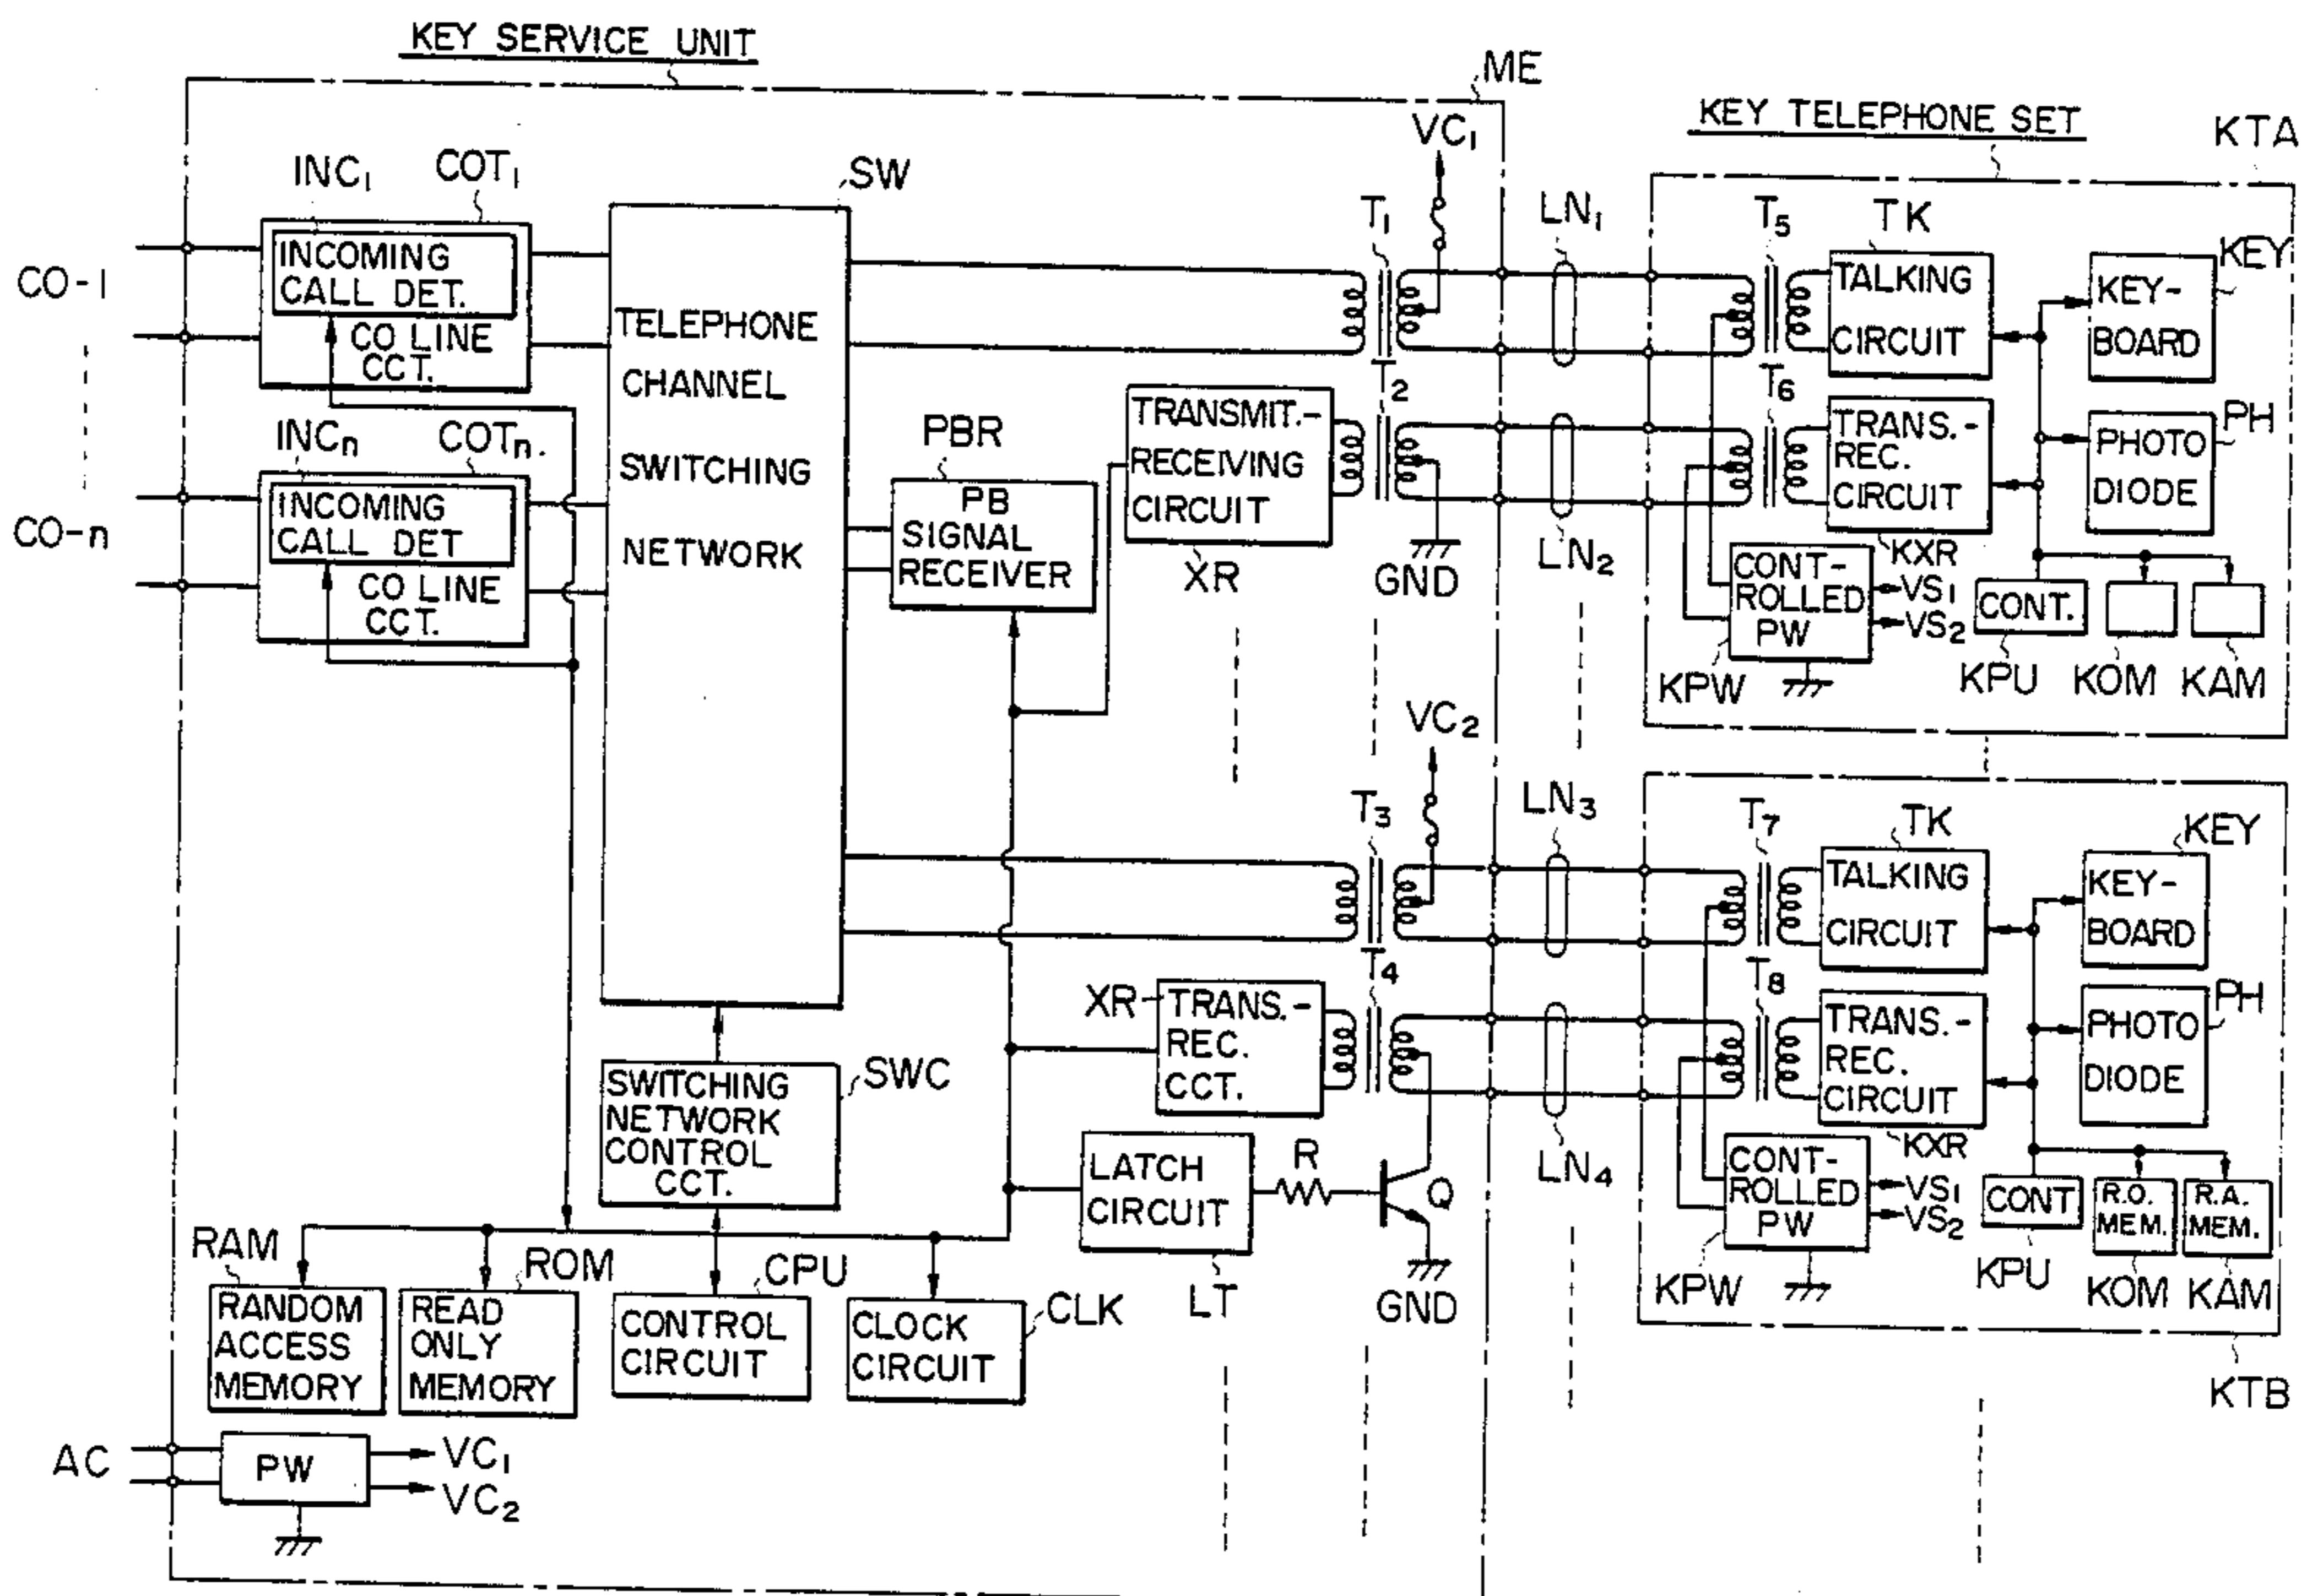 KEY SERVICE UNIT
ME
KEY TELEPHONE SET
KTA
VC1
INC1
COT1
SW
T1
LN1
T5
TK
KEY
CO-1
INCOMING
CALL DET.
CO LINE
CCT.
TELEPHONE
CHANNEL
SWITCHING
NETWORK
TALKING
CIRCUIT
KEY-
BOARD
T2
T6
INCn
COTn.
PBR
TRANSMIT.-
RECEIVING
CIRCUIT
XR
TRANS.-
REC.
CIRCUIT
KXR
PH
PHOTO
DIODE
CO-n
INCOMING
CALL DET
CO LINE
CCT.
PB
SIGNAL
RECEIVER
GND
LN2
CONT-
ROLLED
PW
VS1
VS2
CONT.
KPW
KPU
KOM
KAM
VC2
T3
LN3
T7
TK
KEY
TALKING
CIRCUIT
KEY-
BOARD
T4
T8
XR
TRANS.-
REC.
CCT.
TRANS.-
REC.
CIRCUIT
KXR
PH
PHOTO
DIODE
SWC
SWITCHING
NETWORK
CONTROL
CCT.
LATCH
CIRCUIT
LT
R
Q
GND
LN4
CONT-
ROLLED
PW
VS1
VS2
CONT
R.O.
MEM.
R.A.
MEM.
KPW
KPU
KOM
KAM
KTB
RAM
RANDOM
ACCESS
MEMORY
ROM
READ
ONLY
MEMORY
CPU
CONTROL
CIRCUIT
CLK
CLOCK
CIRCUIT
AC
PW
VC1
VC2